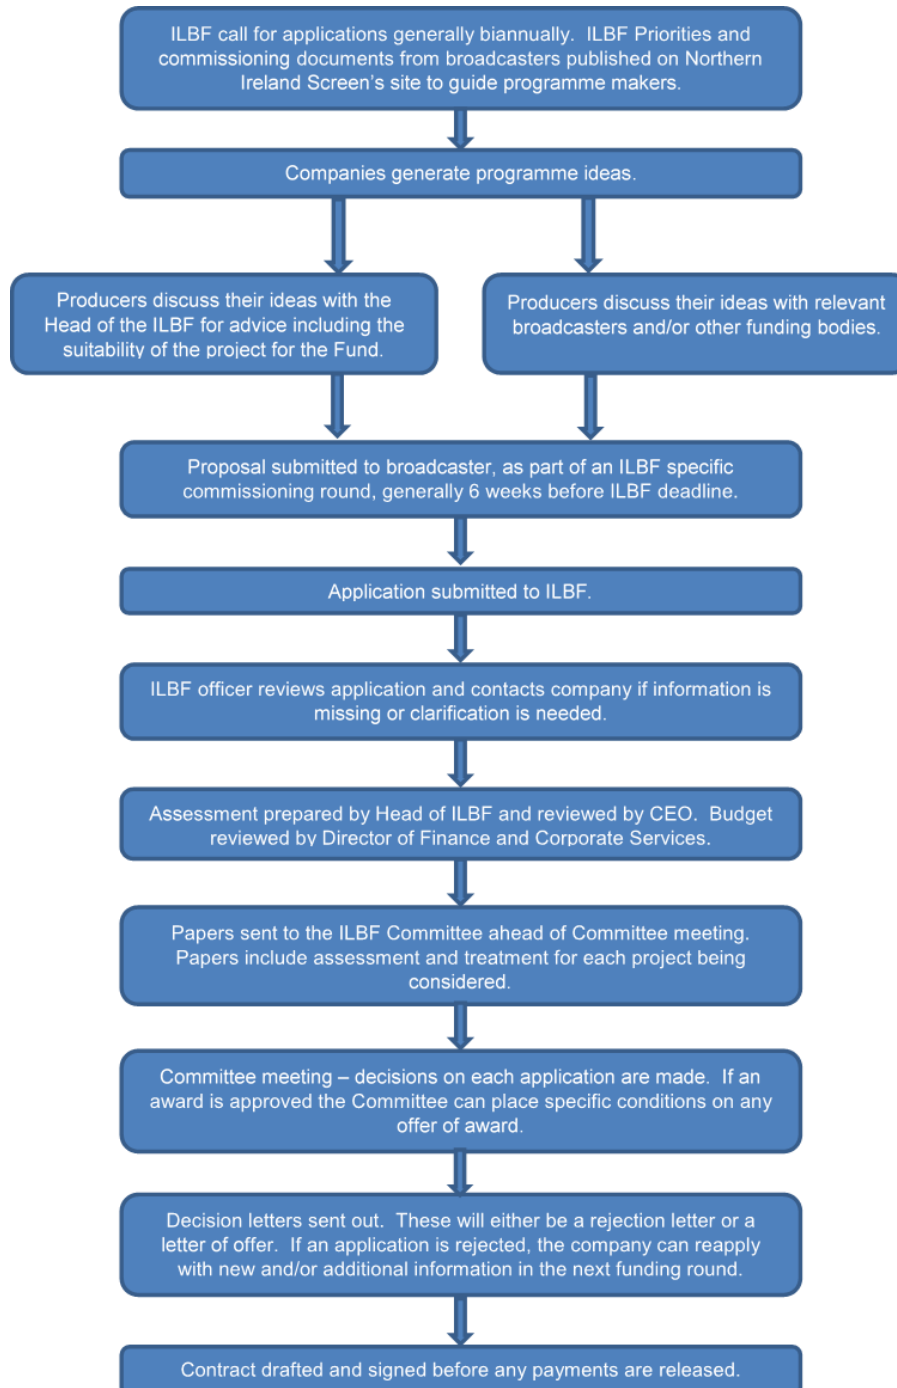 ILBF call for applications generally biannually.  ILBF Priorities and
commissioning documents from broadcasters published on Northern
Ireland Screen's site to guide programme makers.
Companies generate programme ideas.
Producers discuss their ideas with the
Head of the ILBF for advice including the
suitability of the project for the Fund.
Producers discuss their ideas with relevant
broadcasters and/or other funding bodies.
Proposal submitted to broadcaster, as part of an ILBF specific
commissioning round, generally 6 weeks before ILBF deadline.
Application submitted to ILBF.
ILBF officer reviews application and contacts company if information is
missing or clarification is needed.
Assessment prepared by Head of ILBF and reviewed by CEO.  Budget
reviewed by Director of Finance and Corporate Services.
Papers sent to the ILBF Committee ahead of Committee meeting.
Papers include assessment and treatment for each project being
considered.
Committee meeting – decisions on each application are made.  If an
award is approved the Committee can place specific conditions on any
offer of award.
Decision letters sent out.  These will either be a rejection letter or a
letter of offer.  If an application is rejected, the company can reapply
with new and/or additional information in the next funding round.
Contract drafted and signed before any payments are released.